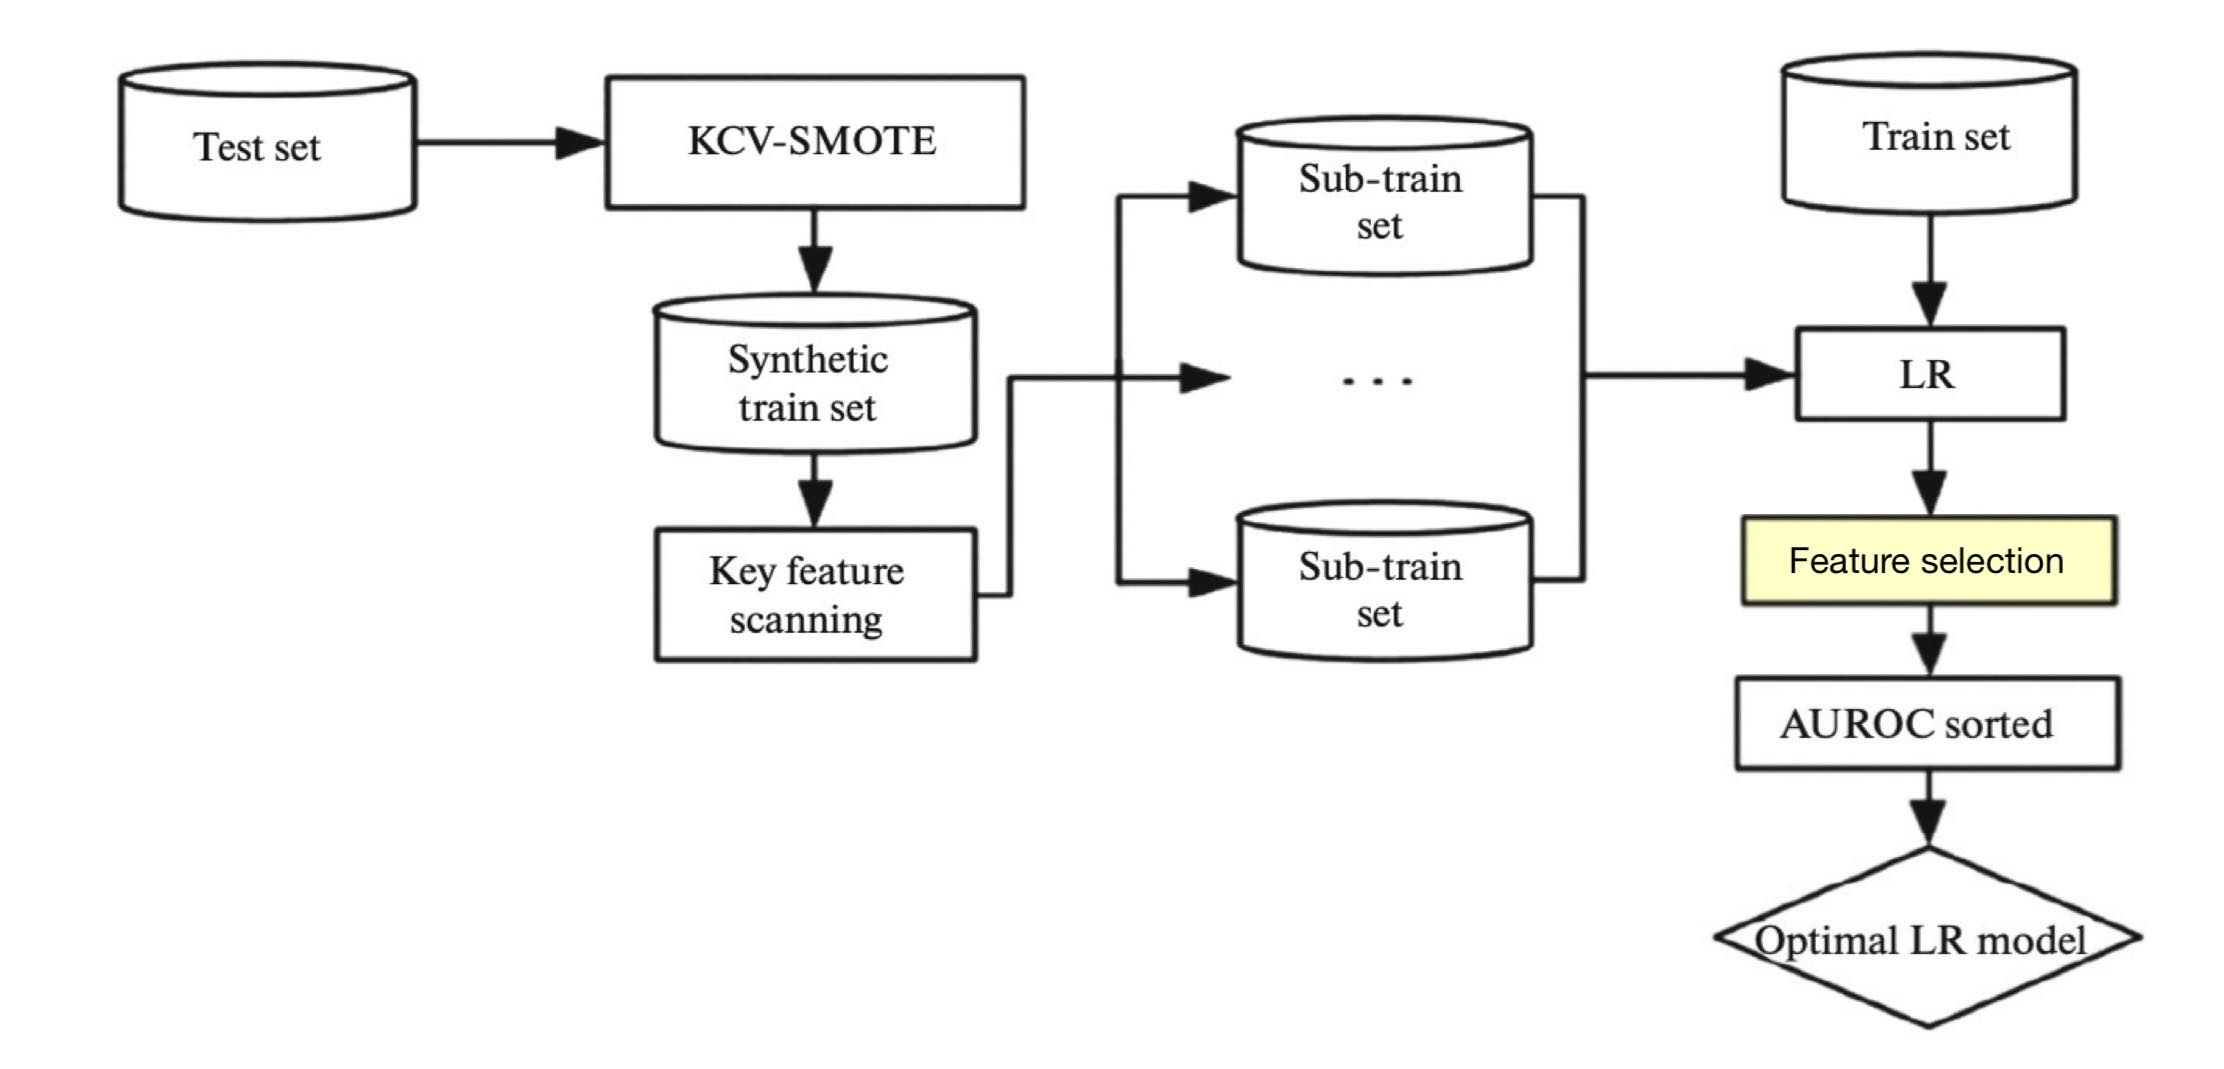 Test set
KCV-SMOTE
Synthetic
train set
Key feature
scanning
Sub-train
set
. . .
Sub-train
set
Train set
LR
Feature selection
AUROC sorted
Optimal LR model